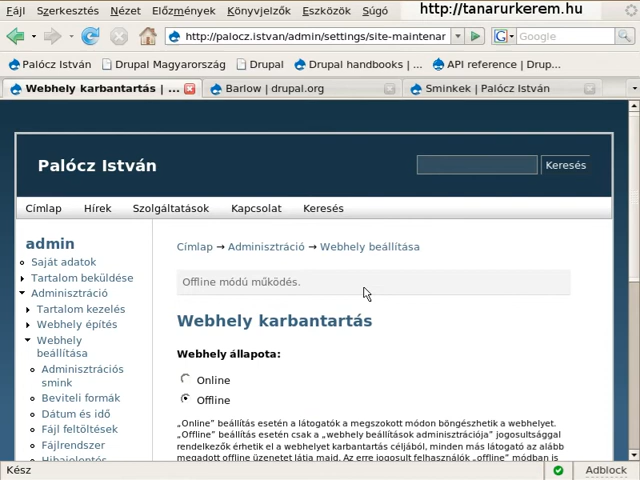 Fájl Szerkesztés Nézet Előzmények Könyvjelzők Eszközök Súgó http://tanarurkerem.hu
http://palocz.istvan/admin/settings/site-maintenar Google
Palócz István Drupal Magyarország Drupal Drupal handbooks | ... API reference | Drup...
Webhely karbantartás | ... Barlow | drupal.org Sminkek | Palócz István
Palócz István
Keresés
Címlap Hírek Szolgáltatások Kapcsolat Keresés
admin
Saját adatok
Tartalom beküldése
Adminisztráció
Tartalom kezelés
Webhely építés
Webhely
beállítása
Adminisztrációs
smink
Beviteli formák
Dátum és idő
Fájl feltöltések
Fájlrendszer
Hibajelentés
Címlap → Adminisztráció → Webhely beállítása
Offline módú működés.
Webhely karbantartás
Webhely állapota:
Online
Offline
„Online” beállítás esetén a látogatók a megszokott módon böngészhetik a webhelyet.
„Offline” beállítás esetén csak a „webhely beállítások adminisztrációja” jogosultsággal
rendelkezők érhetik el a webhelyet karbantartás céljából, minden más látogató az alább
megadott offline üzenetet látja majd. Az erre jogosult felhasználók „offline” módban is
Kész Adblock